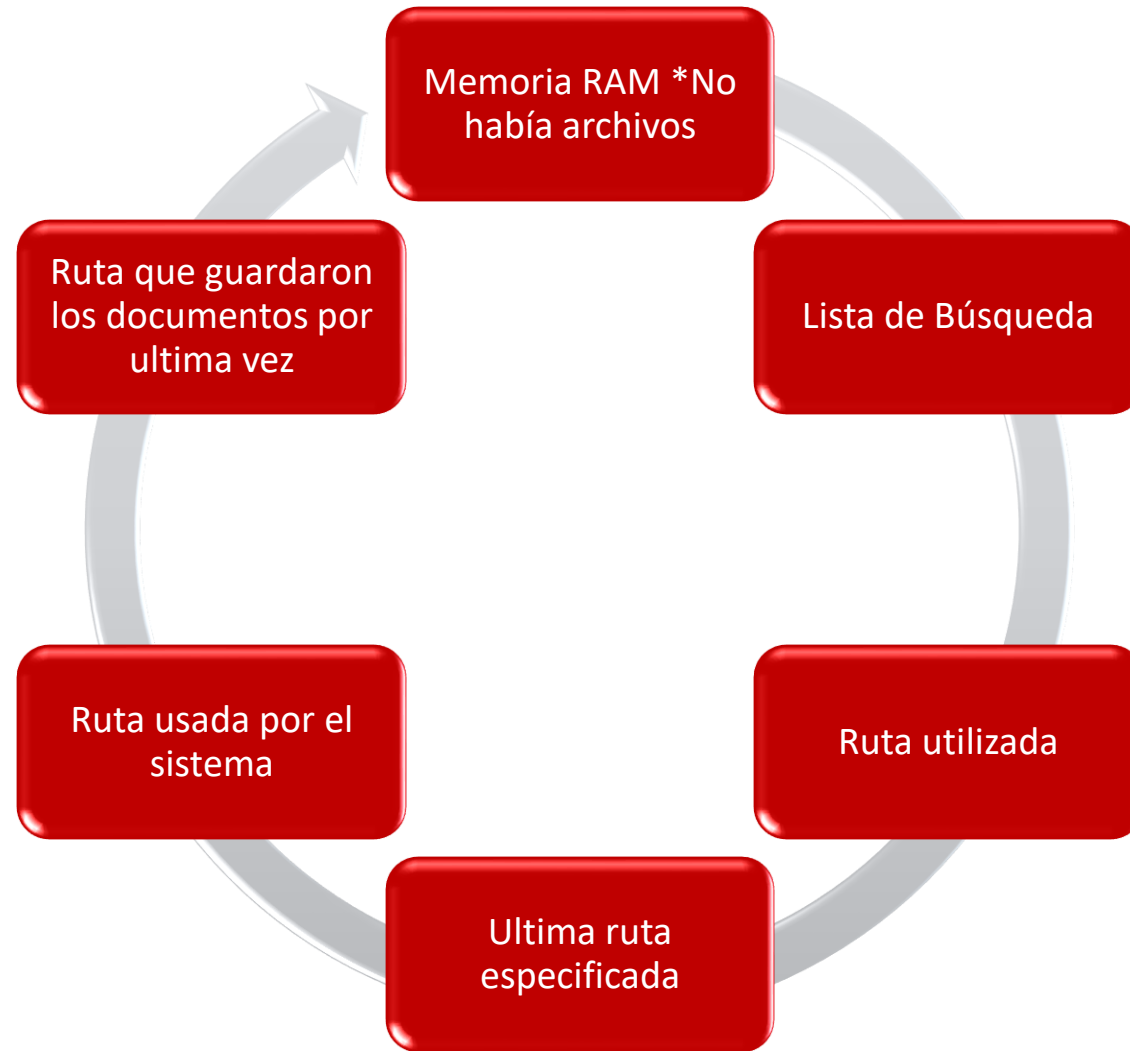 Memoria RAM *No
había archivos
Lista de Búsqueda
Ruta utilizada
Ultima ruta
especificada
Ruta usada por el
sistema
Ruta que guardaron
los documentos por
ultima vez